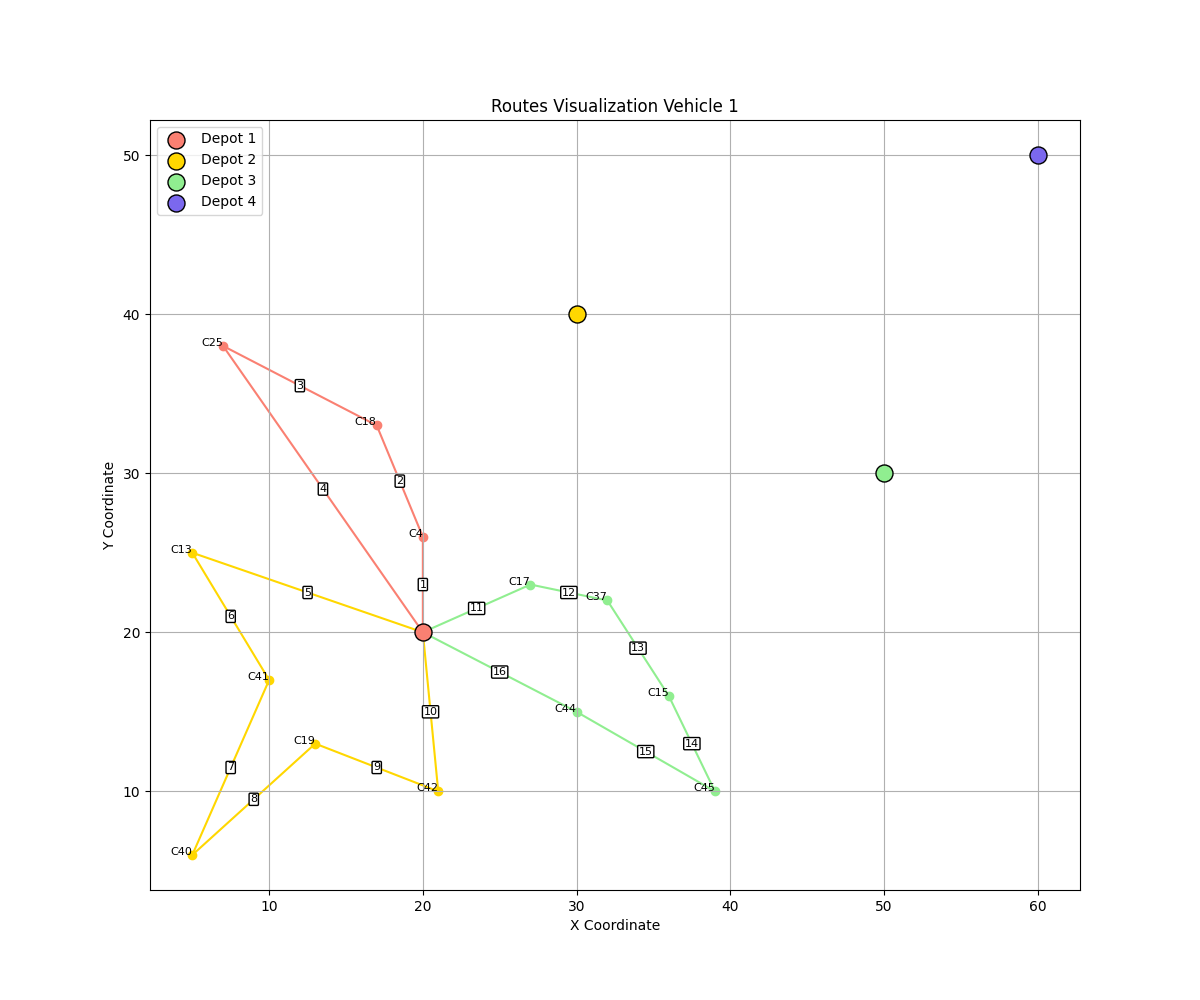 Routes Visualization Vehicle 1
Depot 1
Depot 2
Depot 3
Depot 4
50
40
30
20
10
Y Coordinate
C25
3
C18
4
2
C4
C13
5
1
6
C17
12
C37
11
13
C41
16
C15
10
C44
C19
14
7
9
15
8
C42
C45
C40
10
20
30
40
50
60
X Coordinate